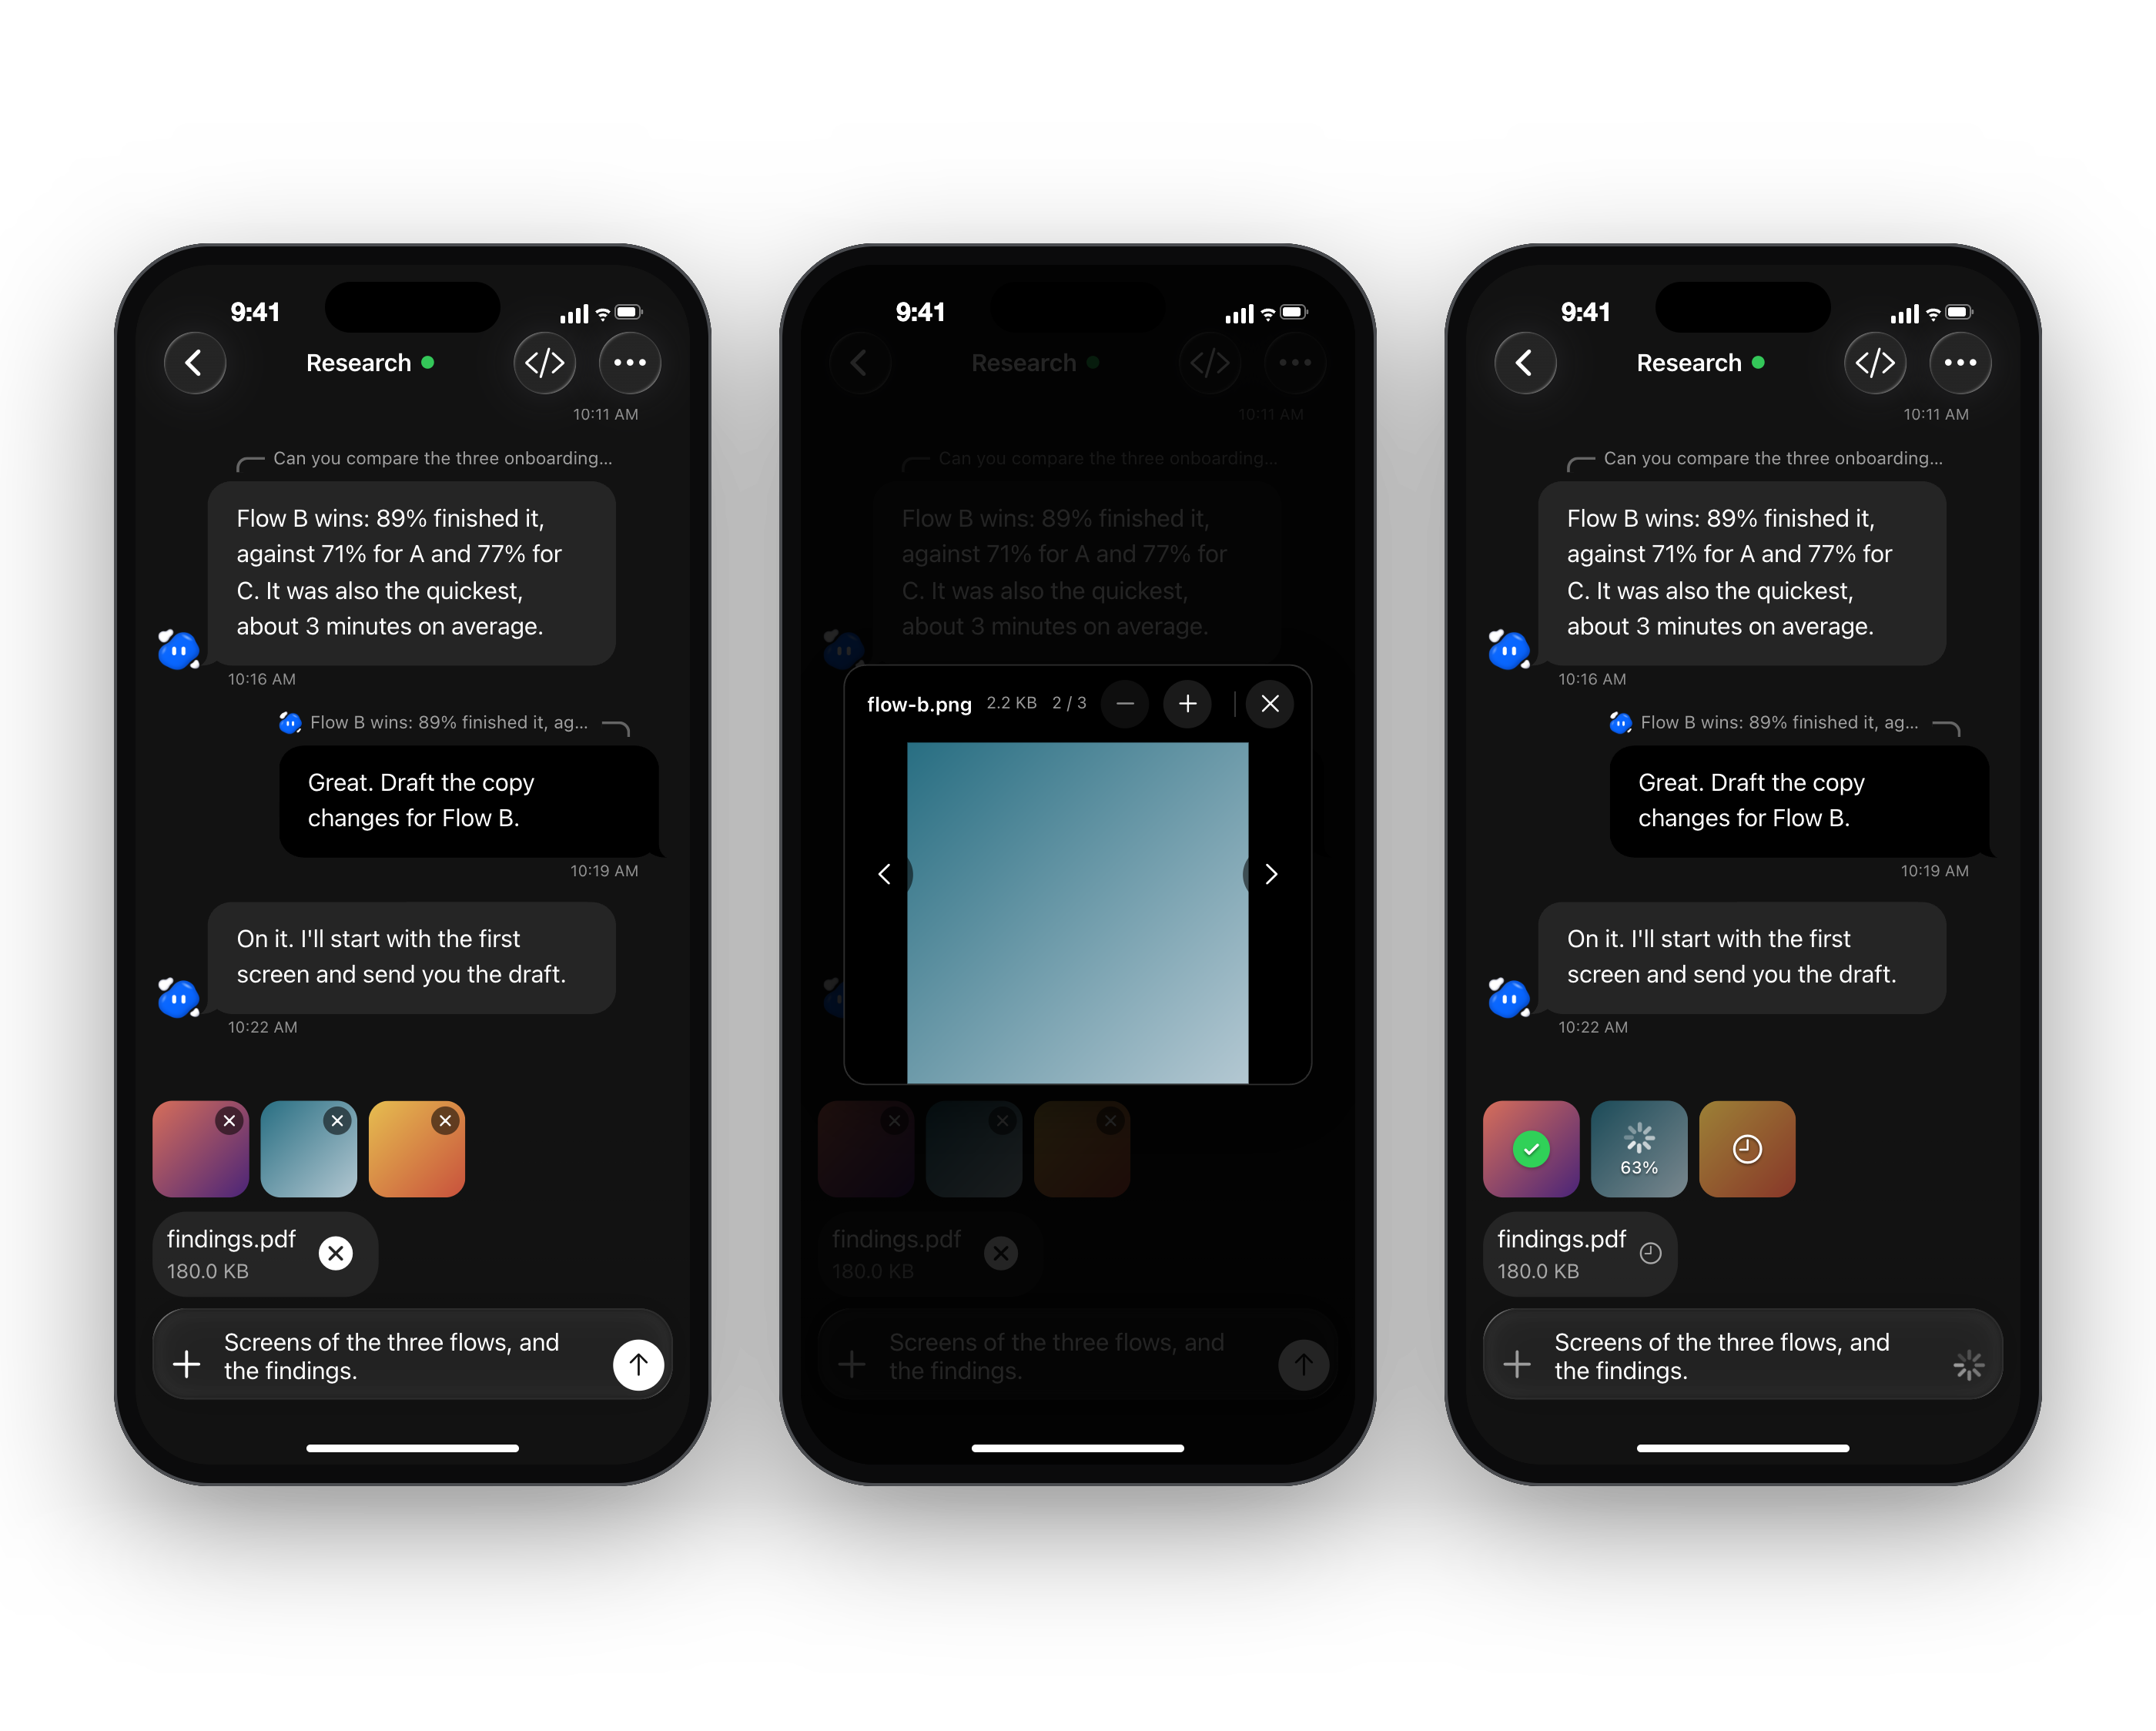 9:41
Research
10:11 AM
Can you compare the three onboarding...
Flow B wins: 89% finished it,
against 71% for A and 77% for
C. It was also the quickest,
about 3 minutes on average.
10:16 AM
Flow B wins: 89% finished it, ag...
Great. Draft the copy
changes for Flow B.
10:19 AM
On it. I'll start with the first
screen and send you the draft.
10:22 AM
findings.pdf
180.0 KB
Screens of the three flows, and
the findings.
9:41
Research
10:11 AM
Can you compare the three onboarding...
Flow B wins: 89% finished it,
against 71% for A and 77% for
C. It was also the quickest,
about 3 minutes on average.
flow-b.png 2.2 KB 2 / 3
findings.pdf
180.0 KB
Screens of the three flows, and
the findings.
9:41
Research
10:11 AM
Can you compare the three onboarding...
Flow B wins: 89% finished it,
against 71% for A and 77% for
C. It was also the quickest,
about 3 minutes on average.
10:16 AM
Flow B wins: 89% finished it, ag...
Great. Draft the copy
changes for Flow B.
10:19 AM
On it. I'll start with the first
screen and send you the draft.
10:22 AM
63%
findings.pdf
180.0 KB
Screens of the three flows, and
the findings.